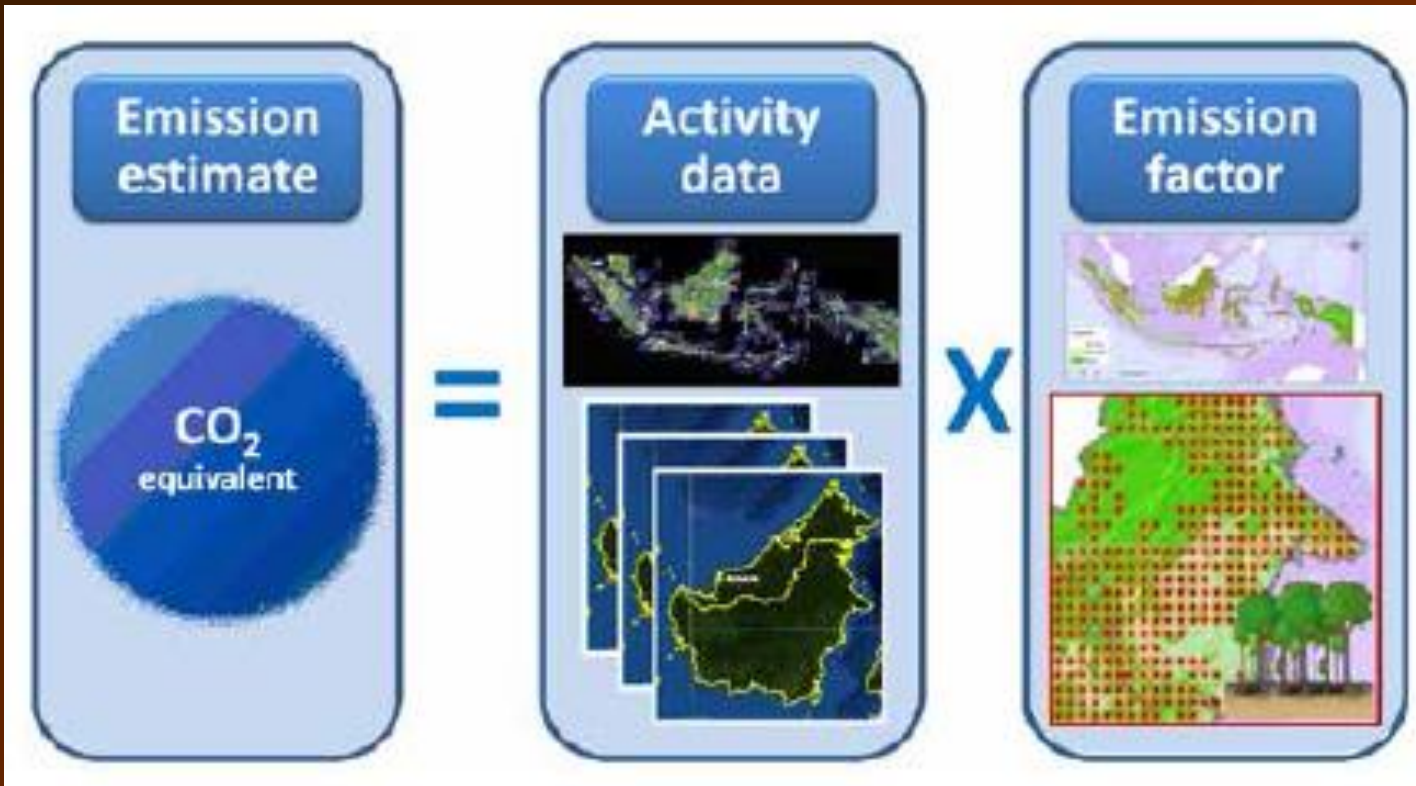 Emission
estimate
CO₂
equivalent
=
Activity
data
X
Emission
factor